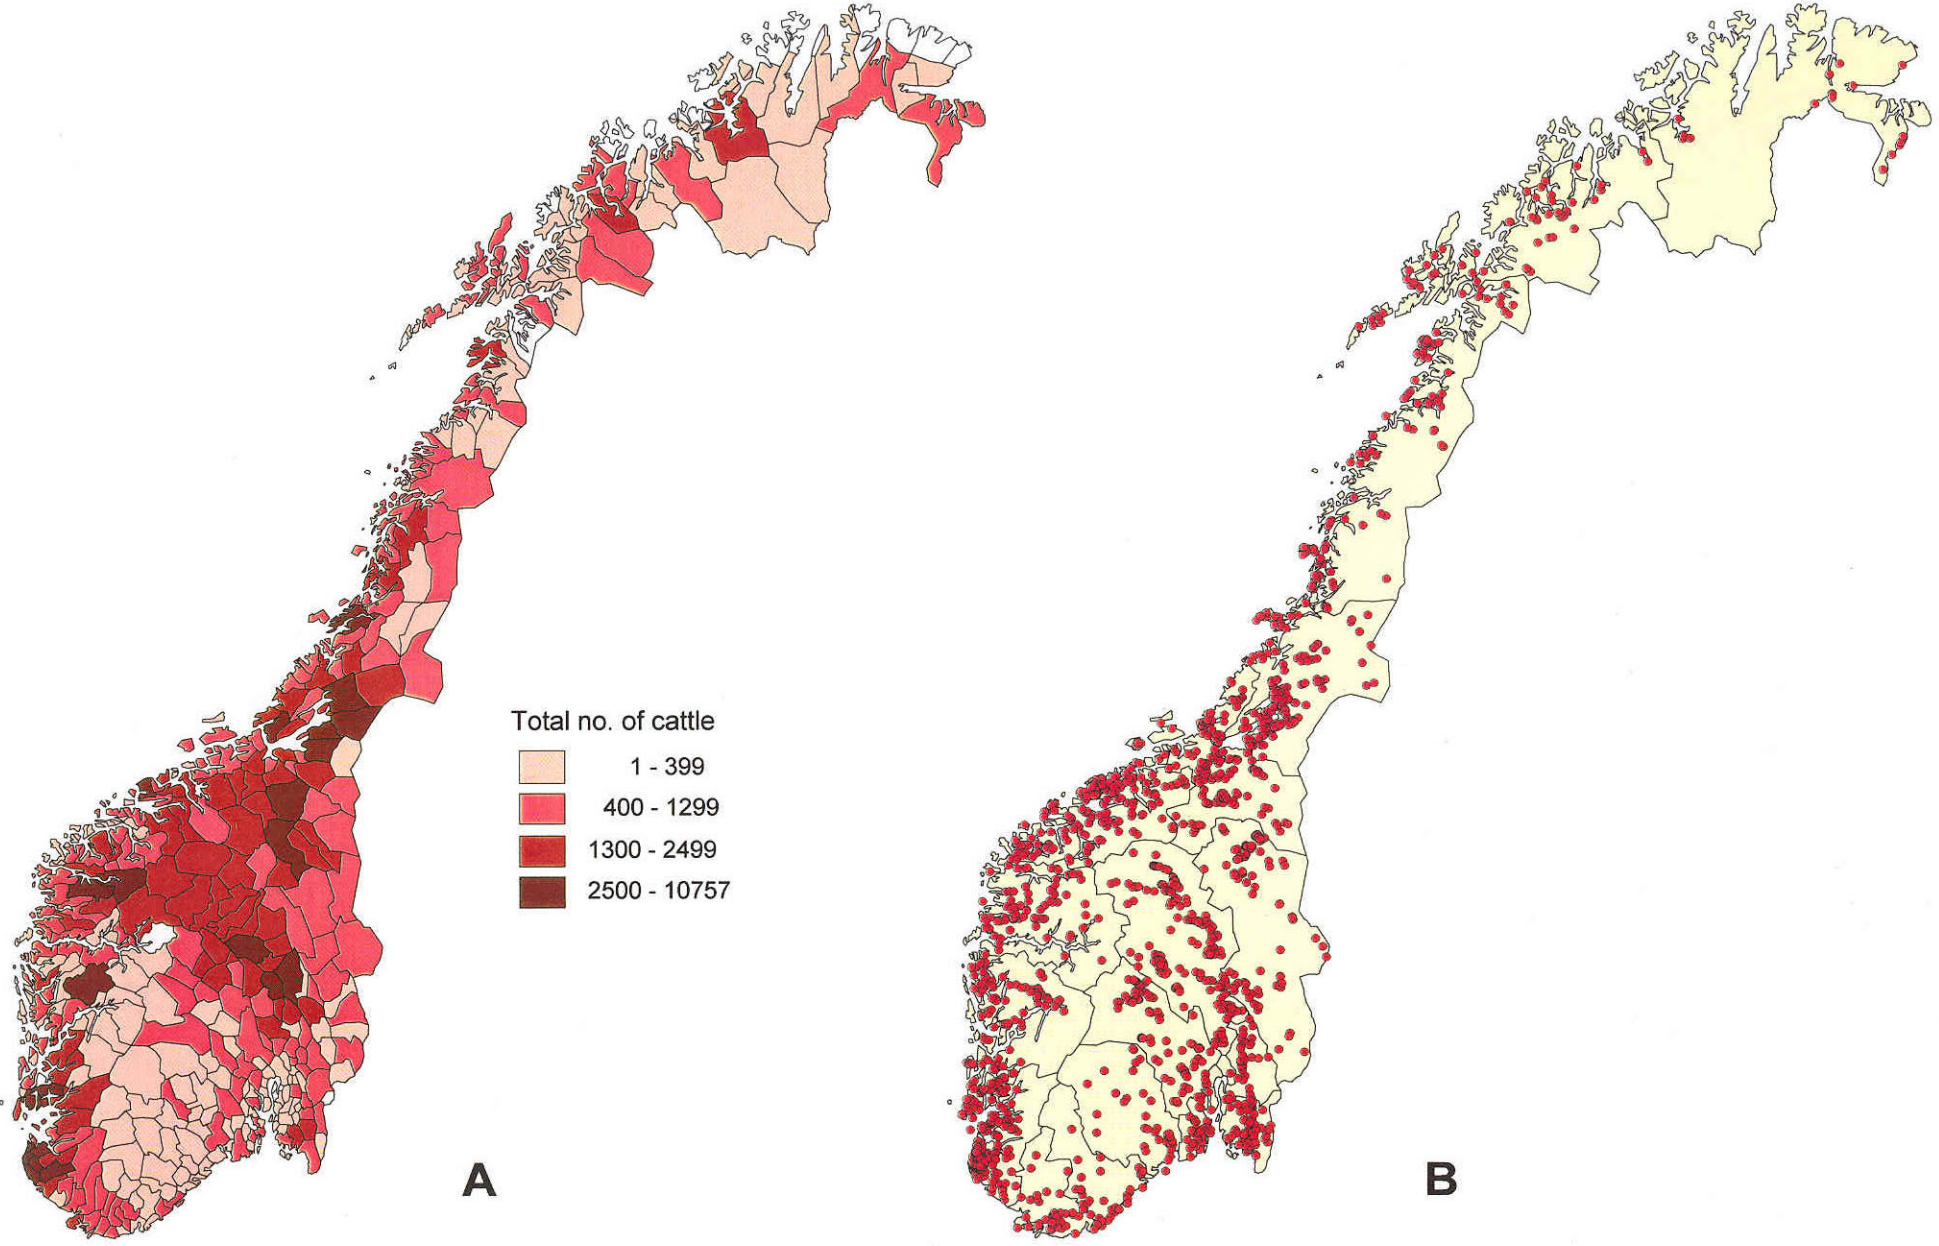 Total no. of cattle
1 - 399
400 - 1299
1300 - 2499
2500 - 10757
A
B